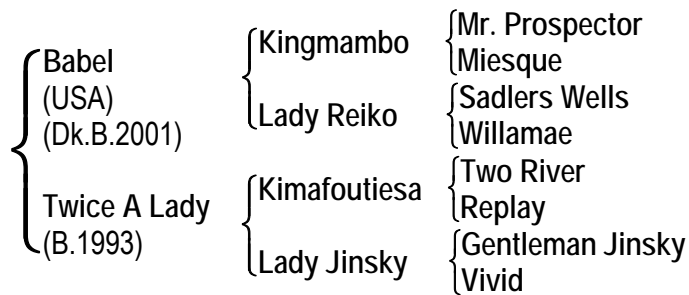 Babel
(USA)
(Dk.B.2001)
Twice A Lady
(B.1993)
Kingmambo
Lady Reiko
Kimafoutiesa
Lady Jinsky
Mr. Prospector
Miesque
Sadlers Wells
Willamae
Two River
Replay
Gentleman Jinsky
Vivid